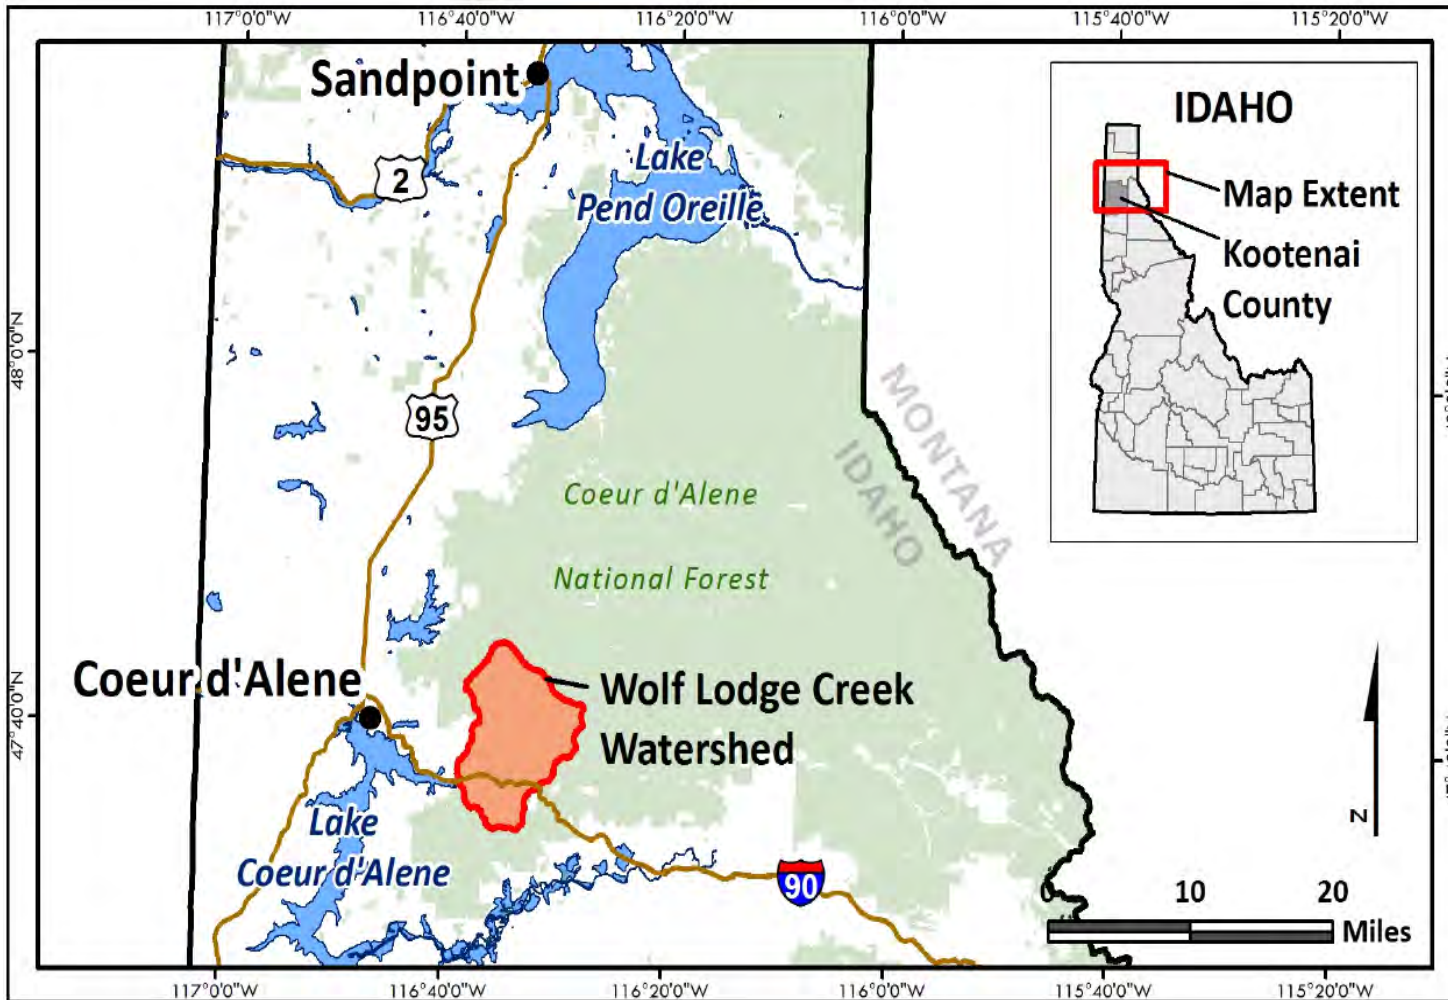 117°0'0"W 116°40'0"W 116°20'0"W 116°0'0"W 115°40'0"W 115°20'0"W
Sandpoint
2
Lake
Pend Oreille
IDAHO
Map Extent
Kootenai
County
48°0'0"N
95
MONTANA
IDAHO
Coeur d'Alene
National Forest
Coeur d'Alene
Wolf Lodge Creek
Watershed
47°40'0"N
Lake
Coeur d'Alene
90
N
0 10 20
Miles
117°0'0"W 116°40'0"W 116°20'0"W 116°0'0"W 115°40'0"W 115°20'0"W